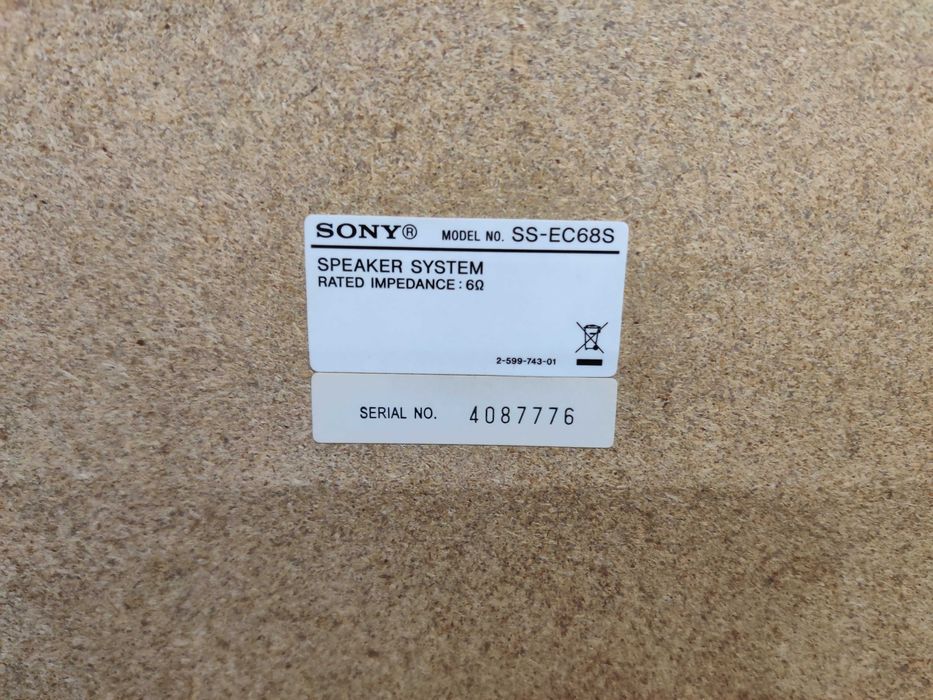 SONY® MODEL NO. SS-EC68S
SPEAKER SYSTEM
RATED IMPEDANCE : 6Ω
2-599-743-01
SERIAL NO. 4087776